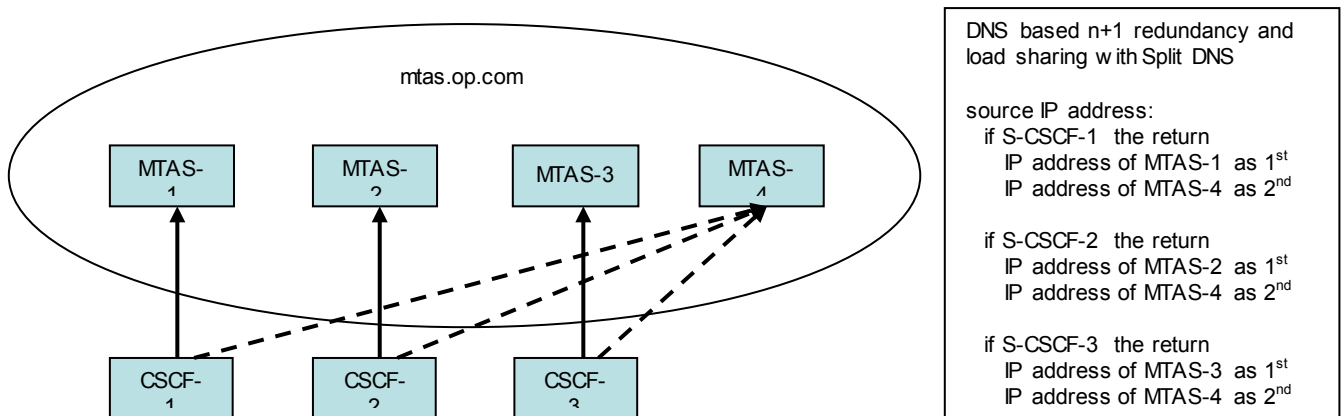 mtas.op.com
MTAS-
1
MTAS-
2
MTAS-3
MTAS-
4
CSCF-
1
CSCF-
2
CSCF-
3
DNS based n+1 redundancy and
load sharing with Split DNS
source IP address:
if S-CSCF-1 the return
IP address of MTAS-1 as 1st
IP address of MTAS-4 as 2nd
if S-CSCF-2 the return
IP address of MTAS-2 as 1st
IP address of MTAS-4 as 2nd
if S-CSCF-3 the return
IP address of MTAS-3 as 1st
IP address of MTAS-4 as 2nd